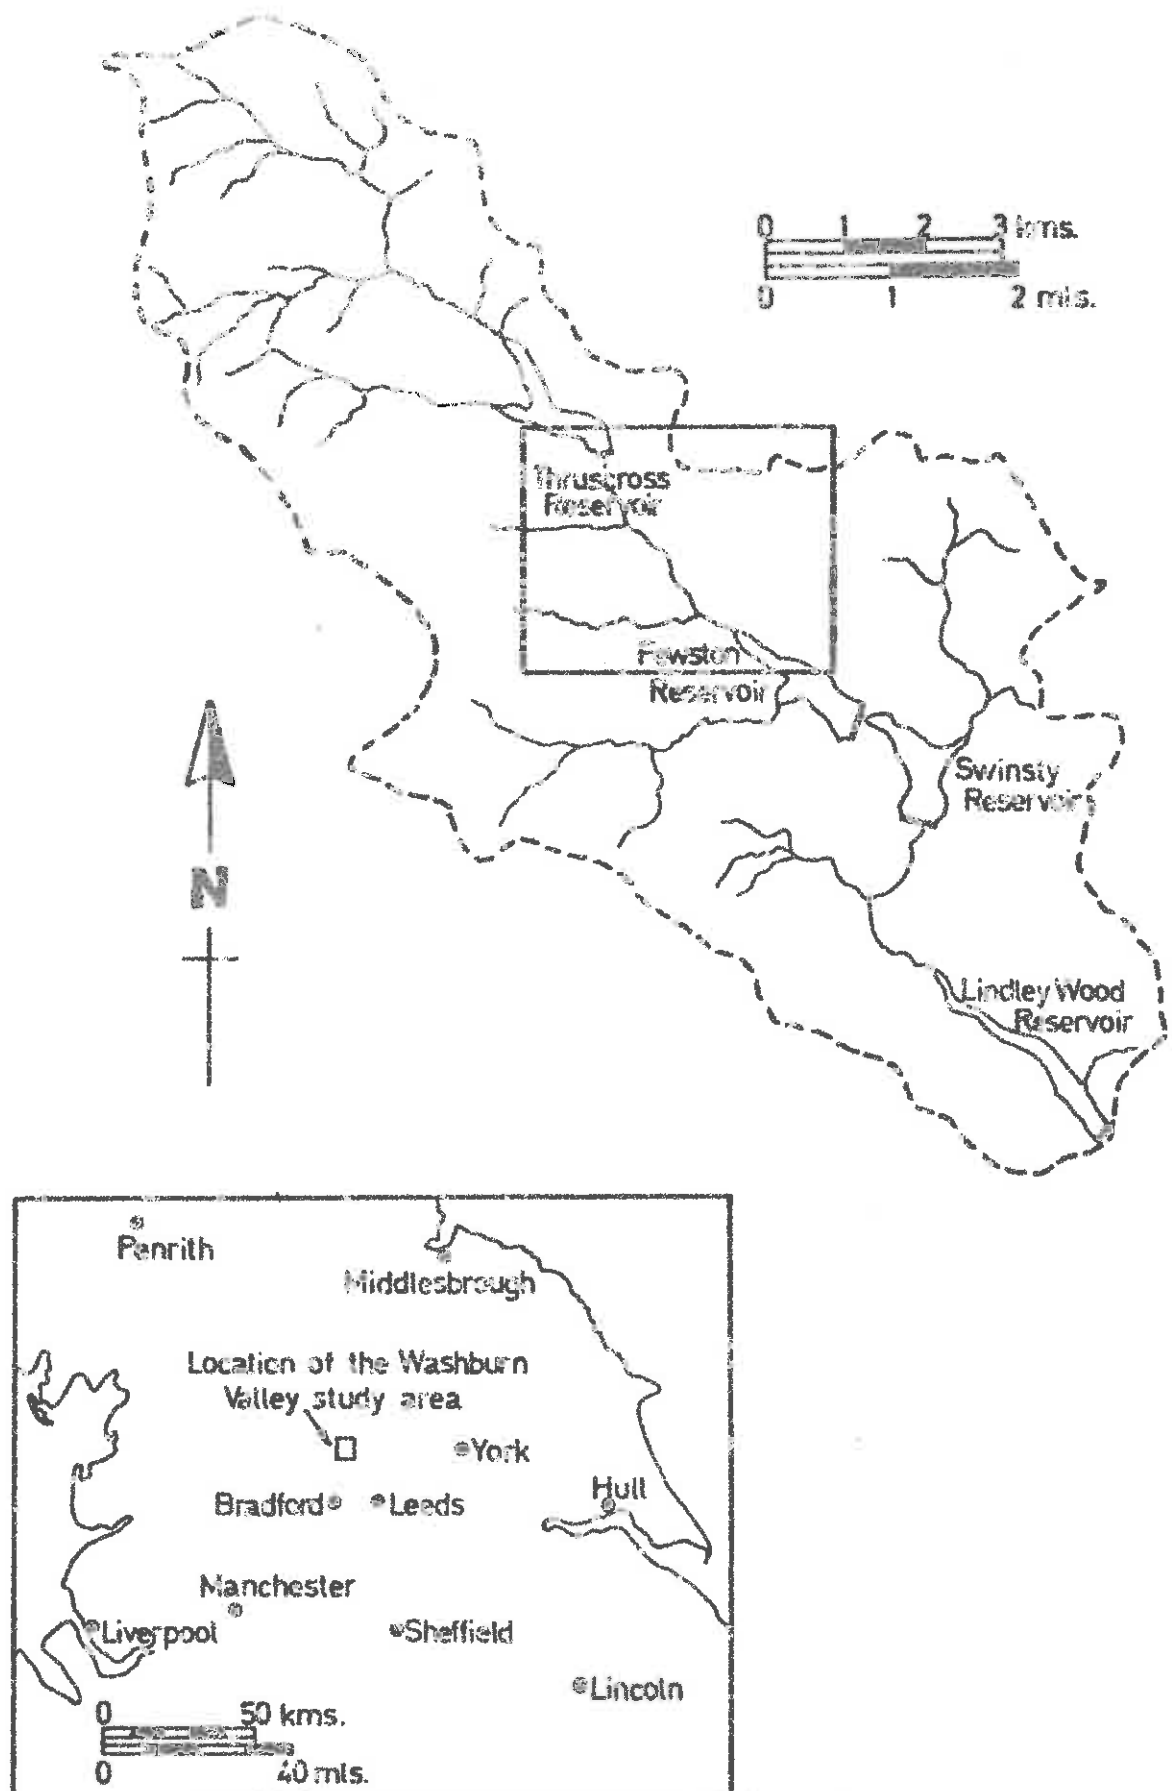 0 1 2 3 kms.
0 1 2 mls.
Thruscross
Reservoir
Fewston
Reservoir
Swinsty
Reservoir
N
Lindley Wood
Reservoir
Penrith
Middlesbrough
Location of the Washburn
Valley study area
York
Bradford
Leeds
Hull
Manchester
Liverpool
Sheffield
Lincoln
0 50 kms.
0 40 mls.